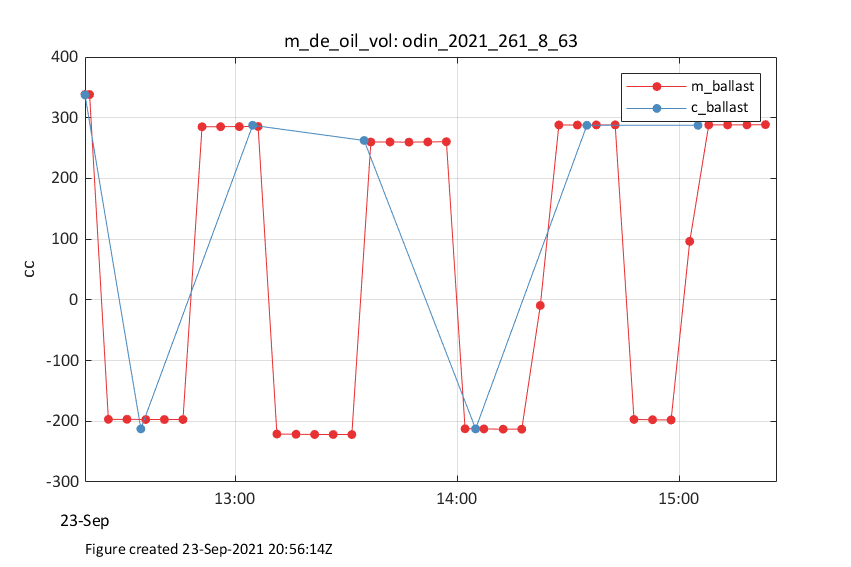 m_de_oil_vol: odin_2021_261_8_63
400
300
200
100
0
-100
-200
-300
cc
m_ballast
c_ballast
13:00
14:00
15:00
23-Sep
Figure created 23-Sep-2021 20:56:14Z